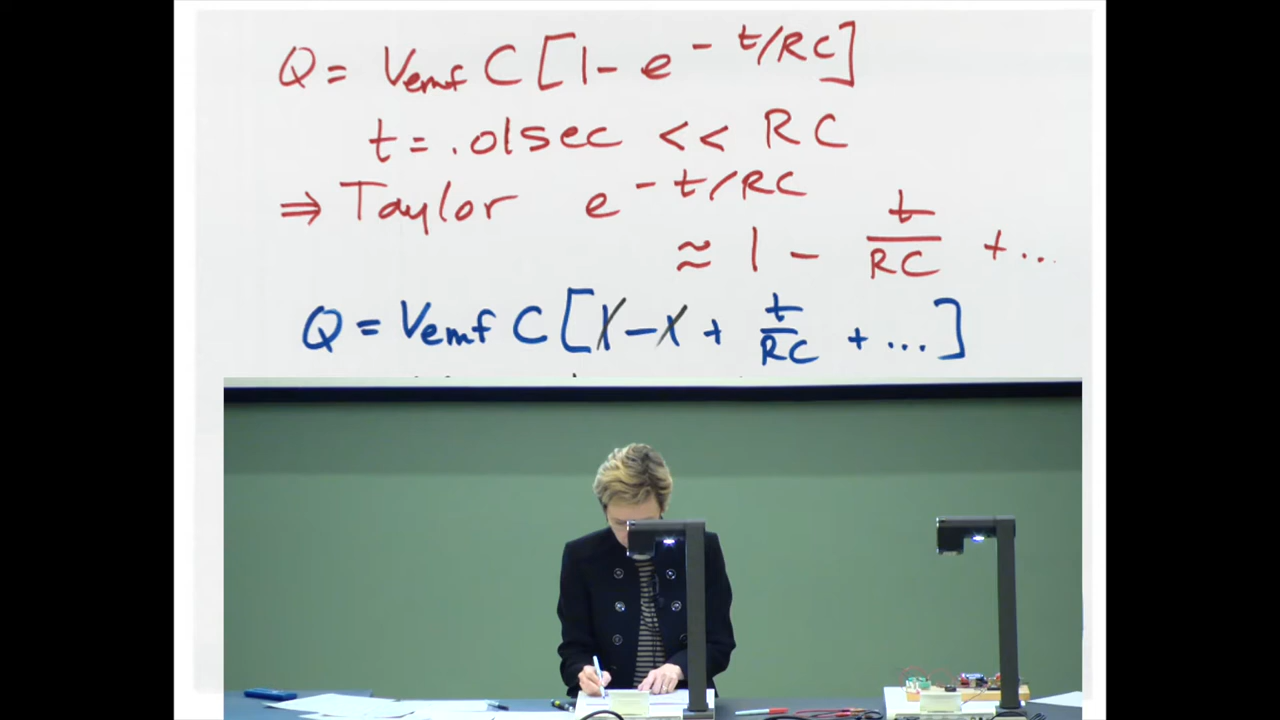 Q = Vemf C [1 - e^{-t/RC}]
t = .01sec << RC
⇒ Taylor e^{-t/RC}
≈ 1 - t/RC + ...
Q = Vemf C [1 - 1 + t/RC + ...]